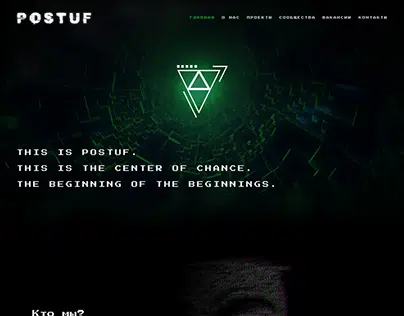 POSTUF
ГЛАВНАЯ О НАС ПРОЕКТЫ СООБЩЕСТВА ВАКАНСИИ КОНТАКТЫ
THIS IS POSTUF.
THIS IS THE CENTER OF CHANCE.
THE BEGINNING OF THE BEGINNINGS.
Кто мы?